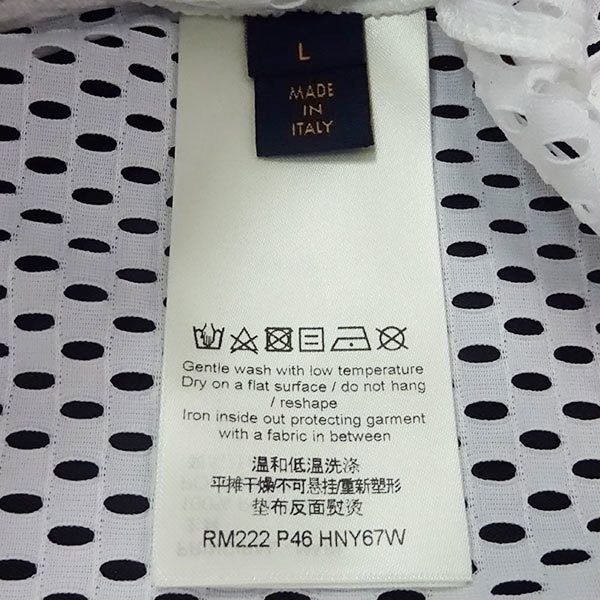 L
MADE
IN
ITALY
Gentle wash with low temperature
Dry on a flat surface / do not hang
/ reshape
Iron inside out protecting garment
with a fabric in between
温和低温洗涤
平摊干燥/不可悬挂/重新塑形
垫布反面熨烫
RM222 P46 HNY67W